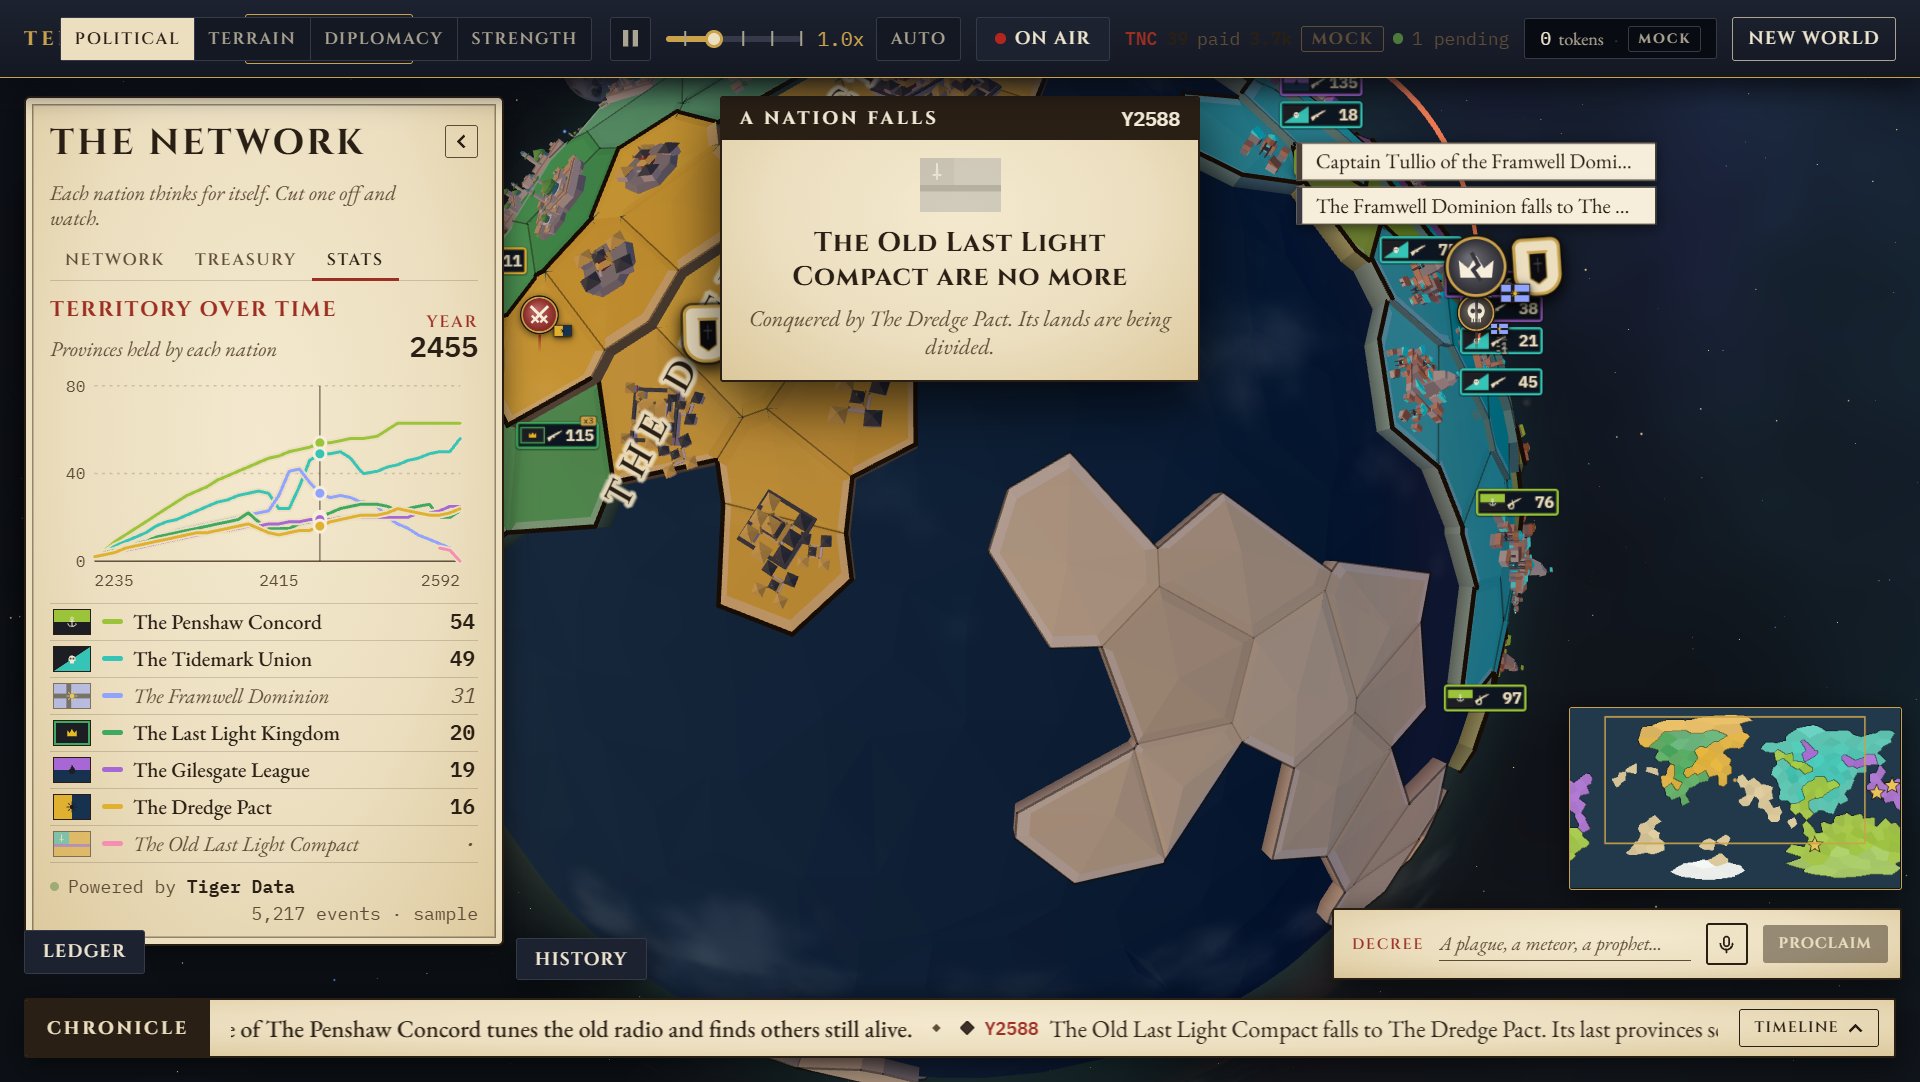 TE
POLITICAL
TERRAIN
DIPLOMACY
STRENGTH
1.0x
AUTO
ON AIR
TNC 39 paid 3.7k
MOCK
1 pending
0 tokens · MOCK
NEW WORLD
THE NETWORK
Each nation thinks for itself. Cut one off and
watch.
NETWORK
TREASURY
STATS
TERRITORY OVER TIME
YEAR
Provinces held by each nation
2455
80
40
0
2235
2415
2592
The Penshaw Concord 54
The Tidemark Union 49
The Framwell Dominion 31
The Last Light Kingdom 20
The Gilesgate League 19
The Dredge Pact 16
The Old Last Light Compact ·
Powered by Tiger Data
5,217 events · sample
LEDGER
HISTORY
A NATION FALLS
Y2588
The Old Last Light
Compact are no more
Conquered by The Dredge Pact. Its lands are being
divided.
135
18
Captain Tullio of the Framwell Domi...
The Framwell Dominion falls to The ...
38
21
45
76
97
11
x3
115
THE D
DECREE
A plague, a meteor, a prophet...
PROCLAIM
CHRONICLE
of The Penshaw Concord tunes the old radio and finds others still alive.
Y2588 The Old Last Light Compact falls to The Dredge Pact. Its last provinces
TIMELINE